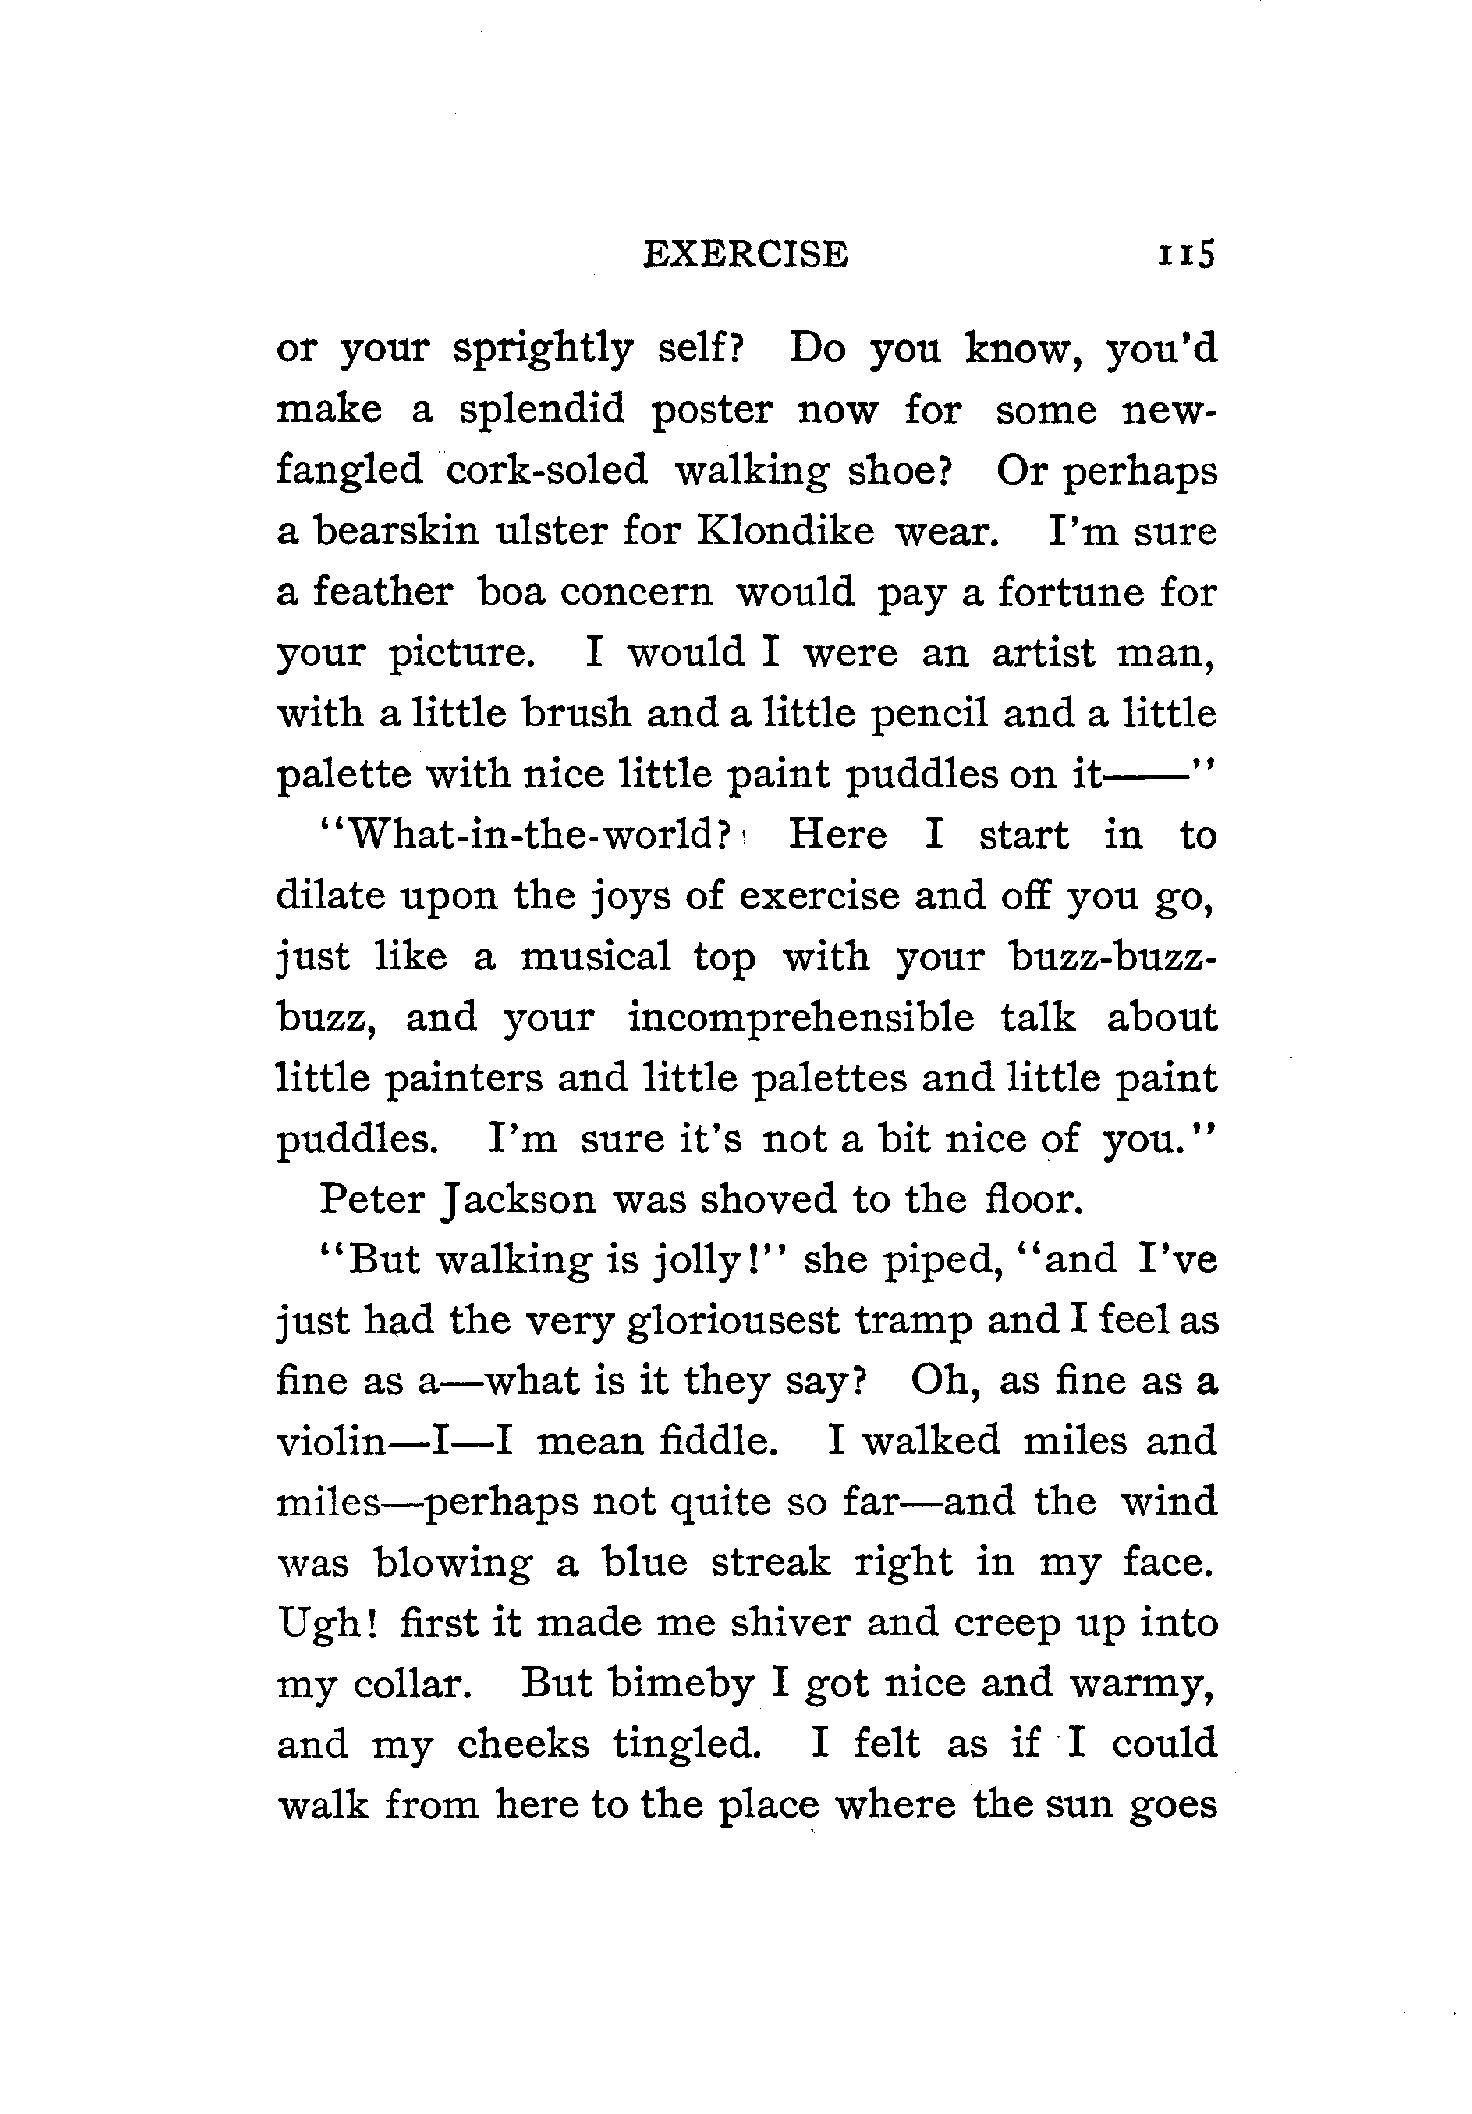 EXERCISE 115
or your sprightly self? Do you know, you'd
make a splendid poster now for some new-
fangled cork-soled walking shoe? Or perhaps
a bearskin ulster for Klondike wear. I'm sure
a feather boa concern would pay a fortune for
your picture. I would I were an artist man,
with a little brush and a little pencil and a little
palette with nice little paint puddles on it——"
"What-in-the-world? Here I start in to
dilate upon the joys of exercise and off you go,
just like a musical top with your buzz-buzz-
buzz, and your incomprehensible talk about
little painters and little palettes and little paint
puddles. I'm sure it's not a bit nice of you."
Peter Jackson was shoved to the floor.
"But walking is jolly!" she piped, "and I've
just had the very gloriousest tramp and I feel as
fine as a—what is it they say? Oh, as fine as a
violin—I—I mean fiddle. I walked miles and
miles—perhaps not quite so far—and the wind
was blowing a blue streak right in my face.
Ugh! first it made me shiver and creep up into
my collar. But bimeby I got nice and warmy,
and my cheeks tingled. I felt as if I could
walk from here to the place where the sun goes